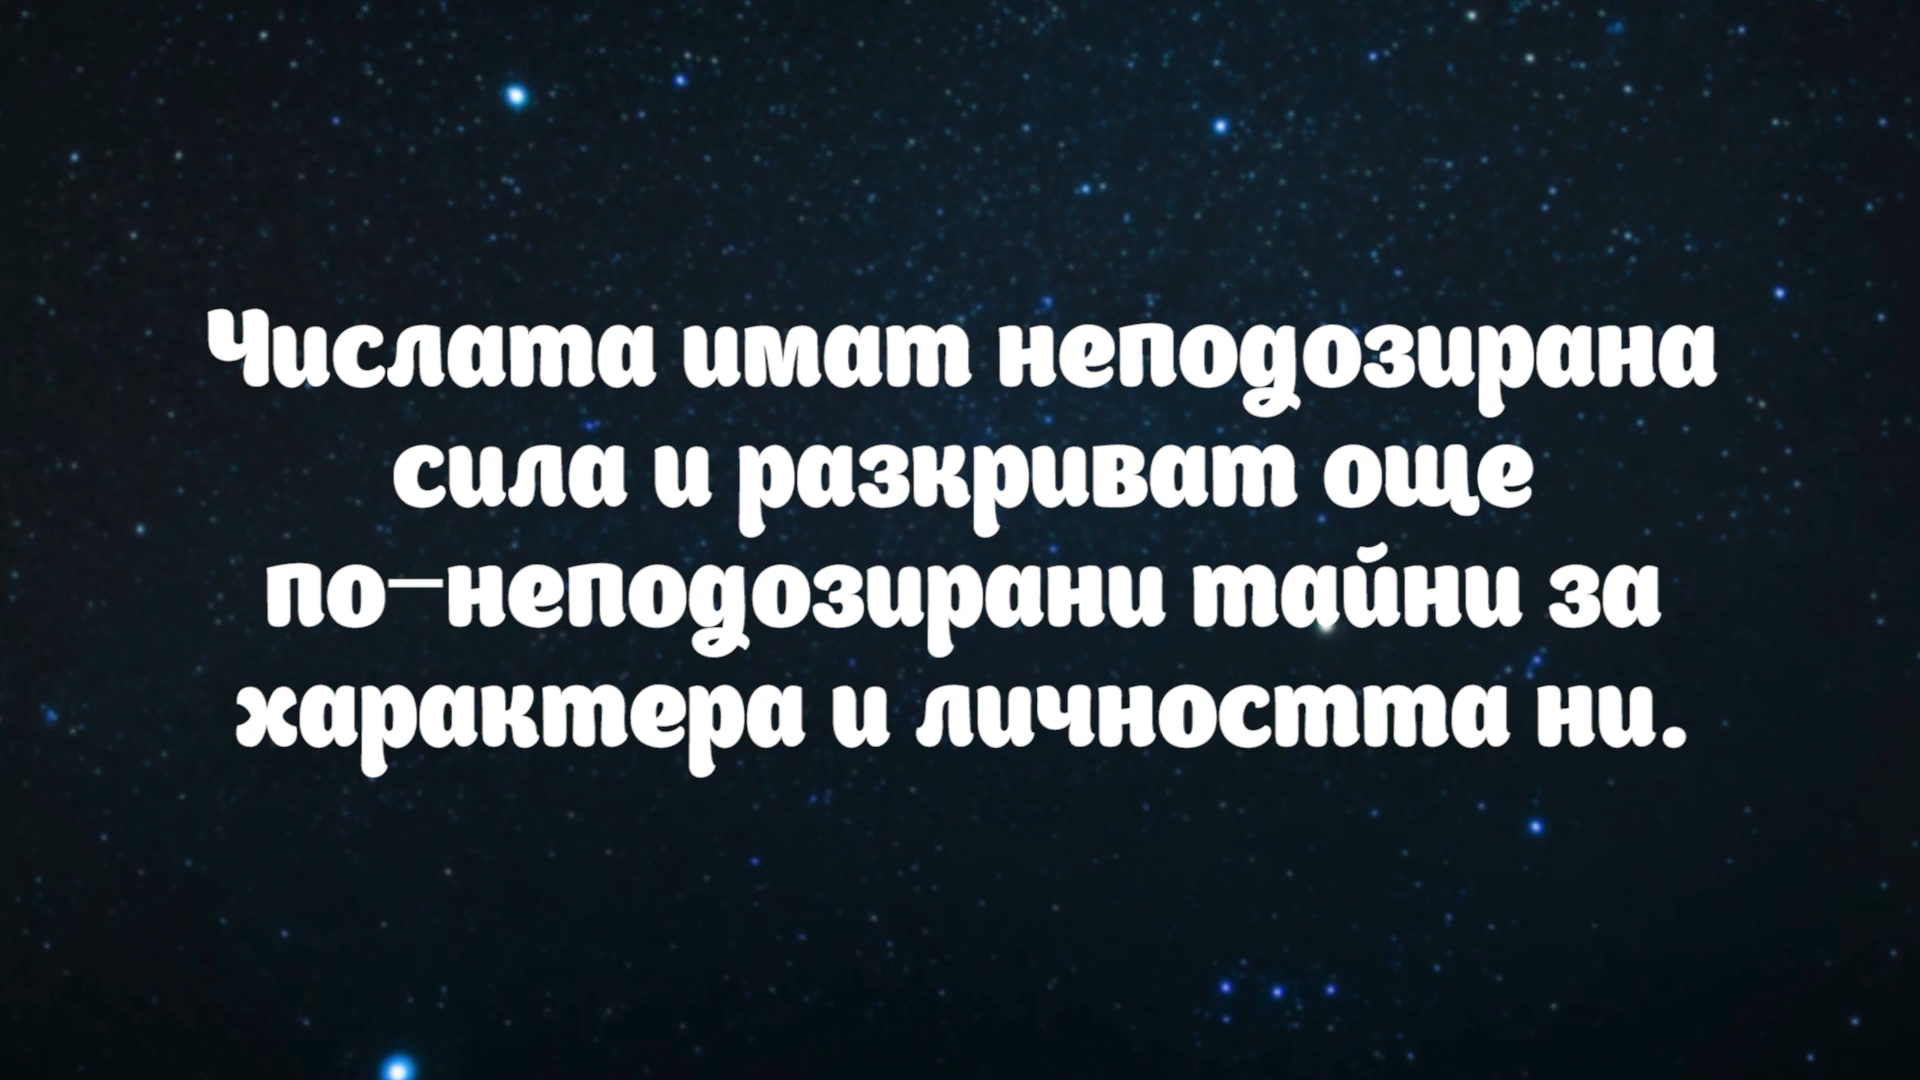 Числата имат неподозирана
сила и разкриват още
по-неподозирани тайни за
характера и личността ни.